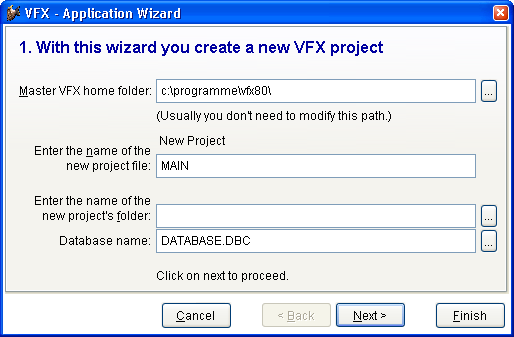 VFX - Application Wizard
1. With this wizard you create a new VFX project
Master VFX home folder: c:\programme\vfx80\ ...
(Usually you don't need to modify this path.)
New Project
Enter the name of the
new project file: MAIN
Enter the name of the
new project's folder: ...
Database name: DATABASE.DBC ...
Click on next to proceed.
Cancel < Back Next > Finish